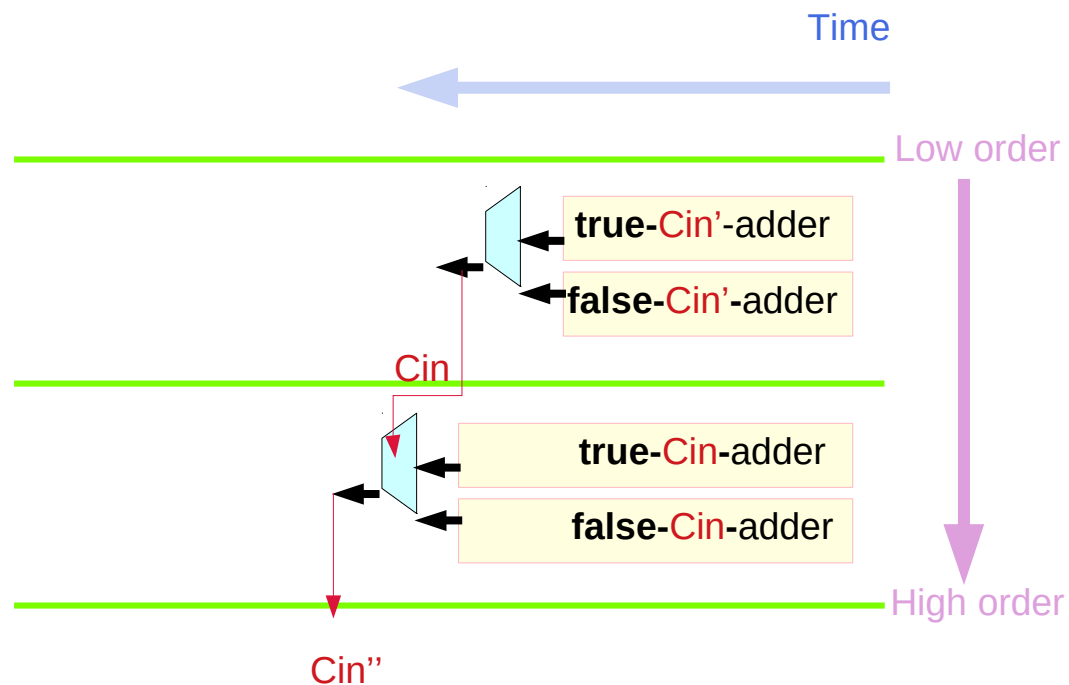 Time
Low order
true-Cin’-adder
false-Cin’-adder
Cin
true-Cin-adder
false-Cin-adder
High order
Cin’’